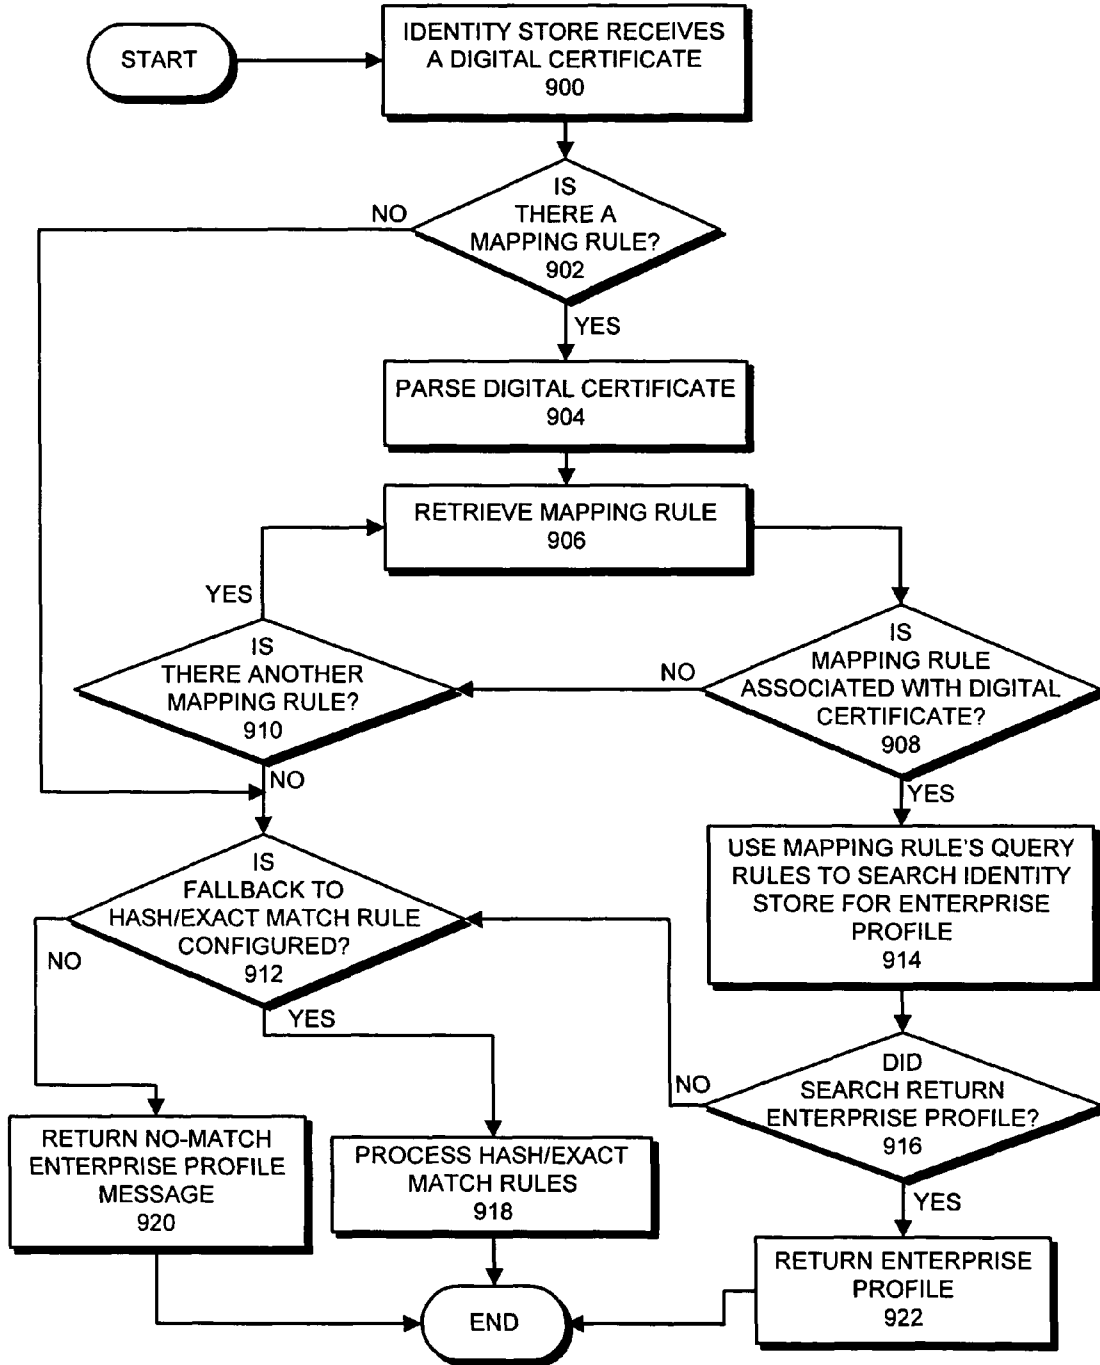 START
IDENTITY STORE RECEIVES
A DIGITAL CERTIFICATE
900
IS
THERE A
MAPPING RULE?
902
NO
YES
PARSE DIGITAL CERTIFICATE
904
RETRIEVE MAPPING RULE
906
YES
IS
THERE ANOTHER
MAPPING RULE?
910
NO
NO
IS
MAPPING RULE
ASSOCIATED WITH DIGITAL
CERTIFICATE?
908
YES
IS
FALLBACK TO
HASH/EXACT MATCH RULE
CONFIGURED?
912
NO
YES
USE MAPPING RULE'S QUERY
RULES TO SEARCH IDENTITY
STORE FOR ENTERPRISE
PROFILE
914
NO
DID
SEARCH RETURN
ENTERPRISE PROFILE?
916
YES
RETURN NO-MATCH
ENTERPRISE PROFILE
MESSAGE
920
PROCESS HASH/EXACT
MATCH RULES
918
RETURN ENTERPRISE
PROFILE
922
END